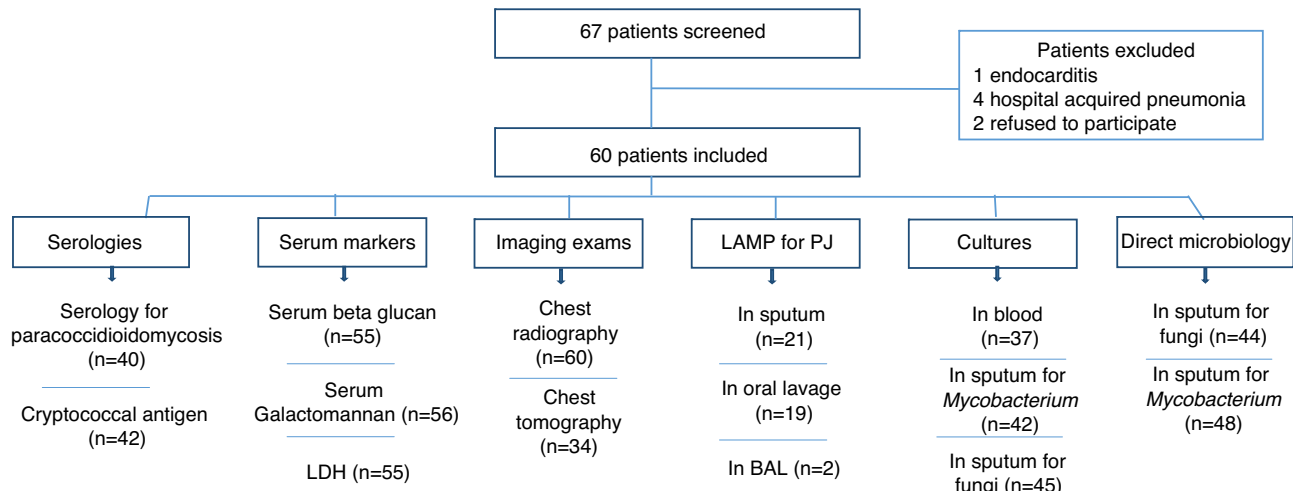 67 patients screened
Patients excluded
1 endocarditis
4 hospital acquired pneumonia
2 refused to participate
60 patients included
Serologies
Serology for
paracoccidioidomycosis
(n=40)
Cryptococcal antigen
(n=42)
Serum markers
Serum beta glucan
(n=55)
Serum
Galactomannan (n=56)
LDH (n=55)
Imaging exams
Chest
radiography
(n=60)
Chest
tomography
(n=34)
LAMP for PJ
In sputum
(n=21)
In oral lavage
(n=19)
In BAL (n=2)
Cultures
In blood
(n=37)
In sputum for
Mycobacterium
(n=42)
In sputum for
fungi (n=45)
Direct microbiology
In sputum for
fungi (n=44)
In sputum for
Mycobacterium
(n=48)